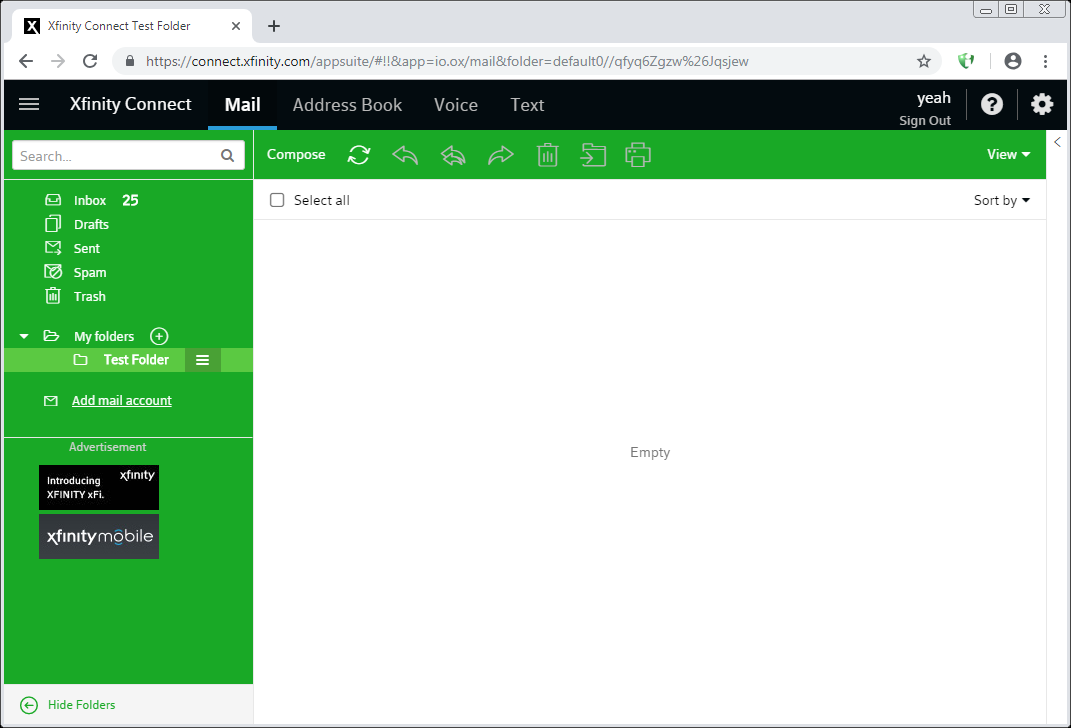 Xfinity Connect Test Folder
https://connect.xfinity.com/appsuite/#!!&app=io.ox/mail&folder=default0//qfyq6Zgzw%26Jqsjew
Xfinity Connect
Mail
Address Book
Voice
Text
yeah
Sign Out
Search...
Compose
View
Select all
Sort by
Inbox 25
Drafts
Sent
Spam
Trash
My folders
Test Folder
Add mail account
Empty
Advertisement
xfinity
Introducing
XFINITY xFi.
xfinity mobile
Hide Folders